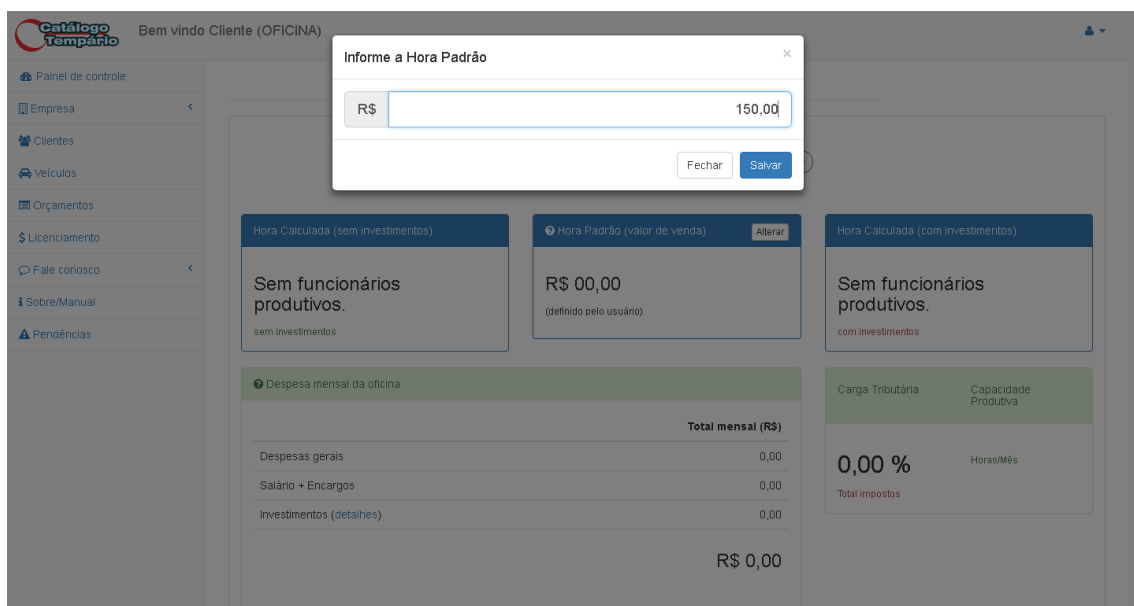 Catálogo
Tempário
Bem vindo Cliente (OFICINA)
Informe a Hora Padrão
×
R$ 150,00
Fechar Salvar
Painel de controle
Empresa
Clientes
Veículos
Orçamentos
Licenciamento
Fale conosco
Sobre/Manual
Pendências
Hora Calculada (sem investimentos)
Sem funcionários
produtivos.
sem investimentos
Hora Padrão (valor de venda) Alterar
R$ 00,00
(definido pelo usuário).
Hora Calculada (com investimentos)
Sem funcionários
produtivos.
com investimentos
Despesa mensal da oficina
Total mensal (R$)
Despesas gerais 0,00
Salário + Encargos 0,00
Investimentos (detalhes) 0,00
R$ 0,00
Carga Tributária
Capacidade
Produtiva
0,00 %
Total impostos
Horas/Mês